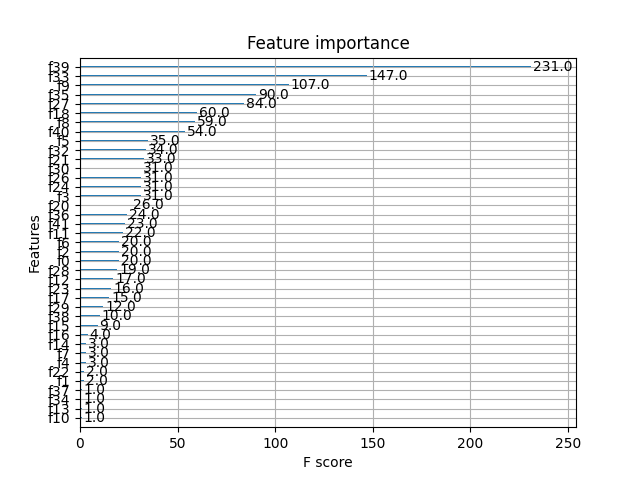 Feature importance
f39 231.0
f33 147.0
f9 107.0
f35 90.0
f27 84.0
f18 60.0
f8 59.0
f40 54.0
f5 35.0
f32 34.0
f21 33.0
f30 31.0
f26 31.0
f24 31.0
f3 31.0
f20 26.0
f36 24.0
f41 23.0
f11 22.0
f6 20.0
f2 20.0
f0 20.0
f28 19.0
f12 17.0
f23 16.0
f17 15.0
f29 12.0
f38 10.0
f15 9.0
f16 4.0
f14 3.0
f7 3.0
f4 3.0
f22 2.0
f1 2.0
f37 1.0
f34 1.0
f13 1.0
f10 1.0
Features
0 50 100 150 200 250
F score